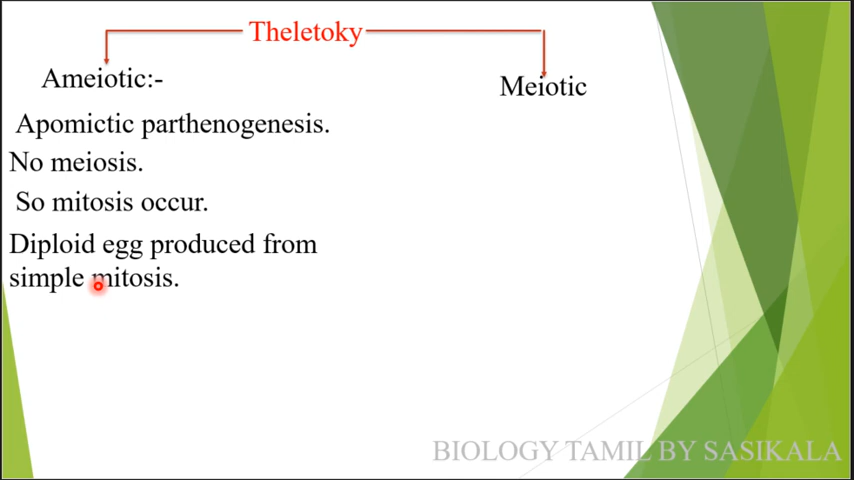 Theletoky
Ameiotic:-
Apomictic parthenogenesis.
No meiosis.
So mitosis occur.
Diploid egg produced from
simple mitosis.
Meiotic
BIOLOGY TAMIL BY SASIKALA